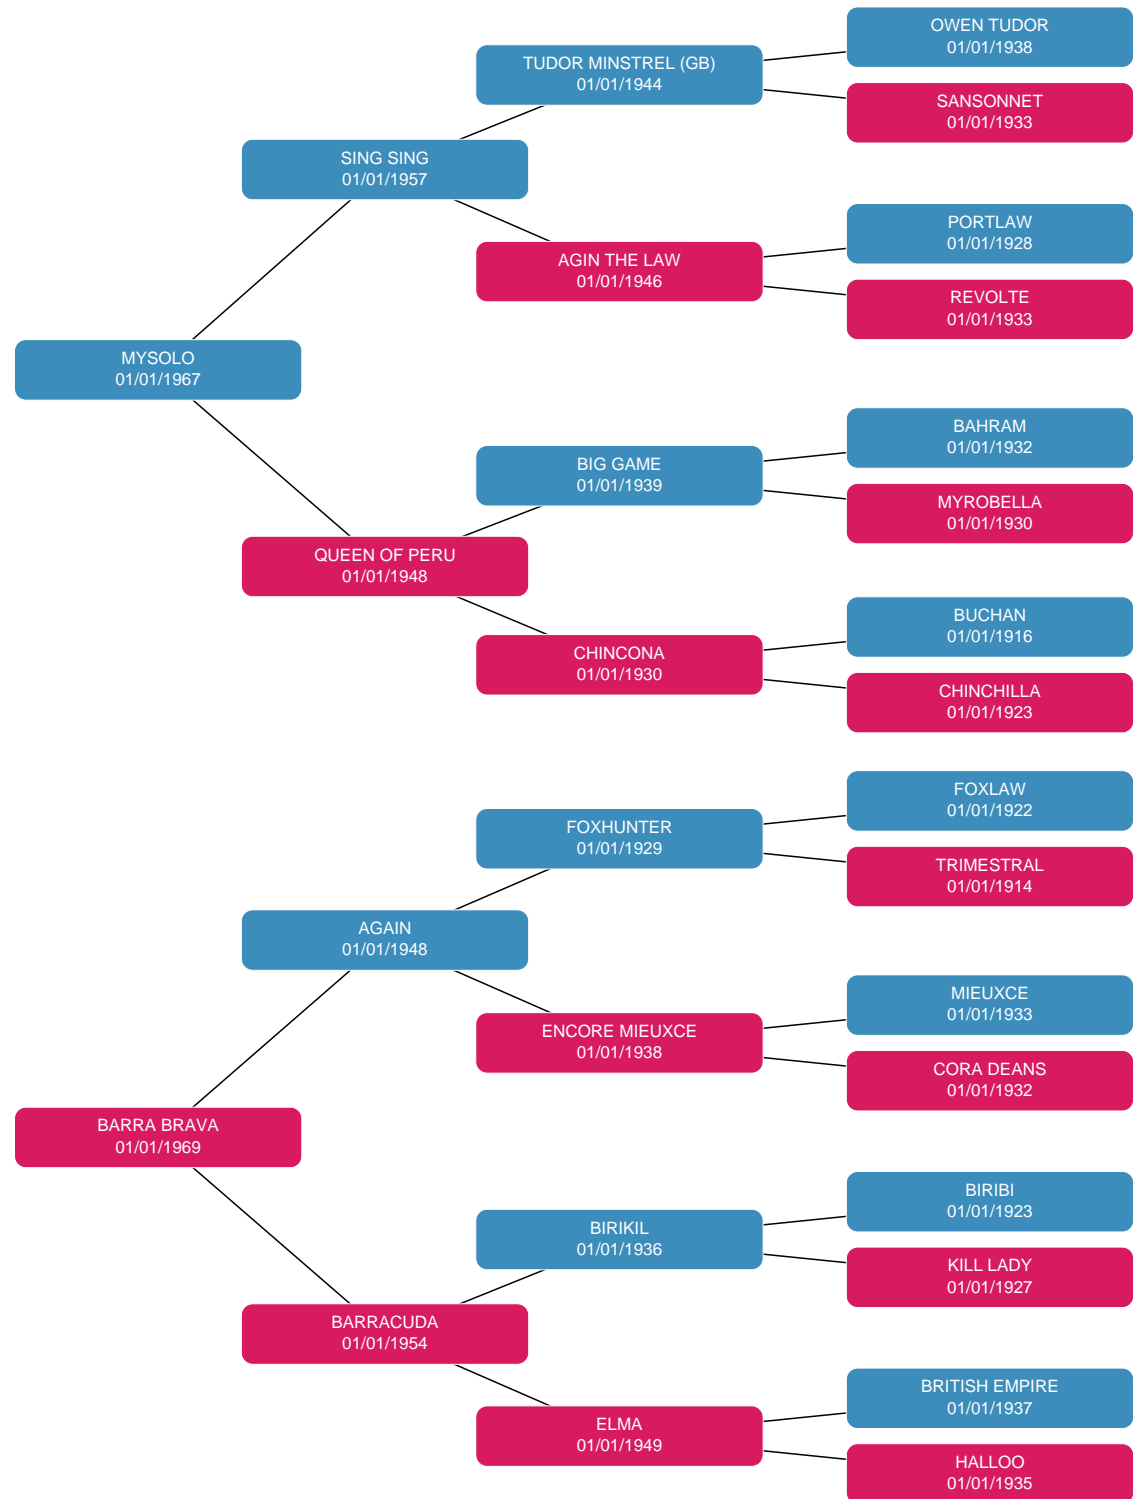 OWEN TUDOR
01/01/1938
TUDOR MINSTREL (GB)
01/01/1944
SANSONNET
01/01/1933
SING SING
01/01/1957
PORTLAW
01/01/1928
AGIN THE LAW
01/01/1946
REVOLTE
01/01/1933
MYSOLO
01/01/1967
BAHRAM
01/01/1932
BIG GAME
01/01/1939
MYROBELLA
01/01/1930
QUEEN OF PERU
01/01/1948
BUCHAN
01/01/1916
CHINCONA
01/01/1930
CHINCHILLA
01/01/1923
FOXLAW
01/01/1922
FOXHUNTER
01/01/1929
TRIMESTRAL
01/01/1914
AGAIN
01/01/1948
MIEUXCE
01/01/1933
ENCORE MIEUXCE
01/01/1938
CORA DEANS
01/01/1932
BARRA BRAVA
01/01/1969
BIRIBI
01/01/1923
BIRIKIL
01/01/1936
KILL LADY
01/01/1927
BARRACUDA
01/01/1954
BRITISH EMPIRE
01/01/1937
ELMA
01/01/1949
HALLOO
01/01/1935